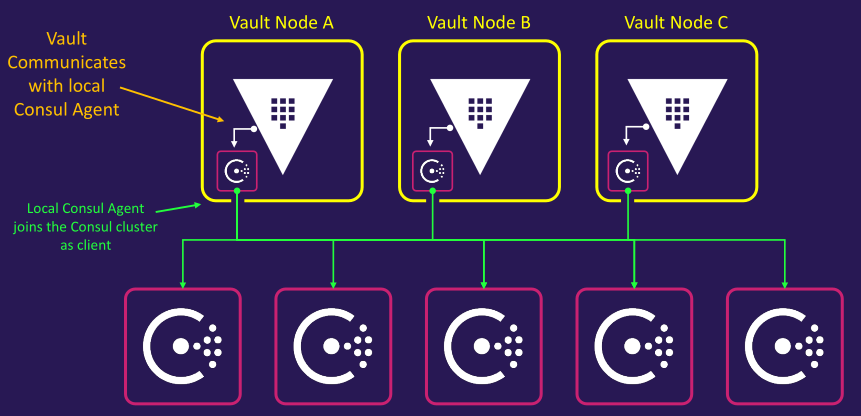 Vault Node A
Vault Node B
Vault Node C
Vault
Communicates
with local
Consul Agent
Local Consul Agent
joins the Consul cluster
as client